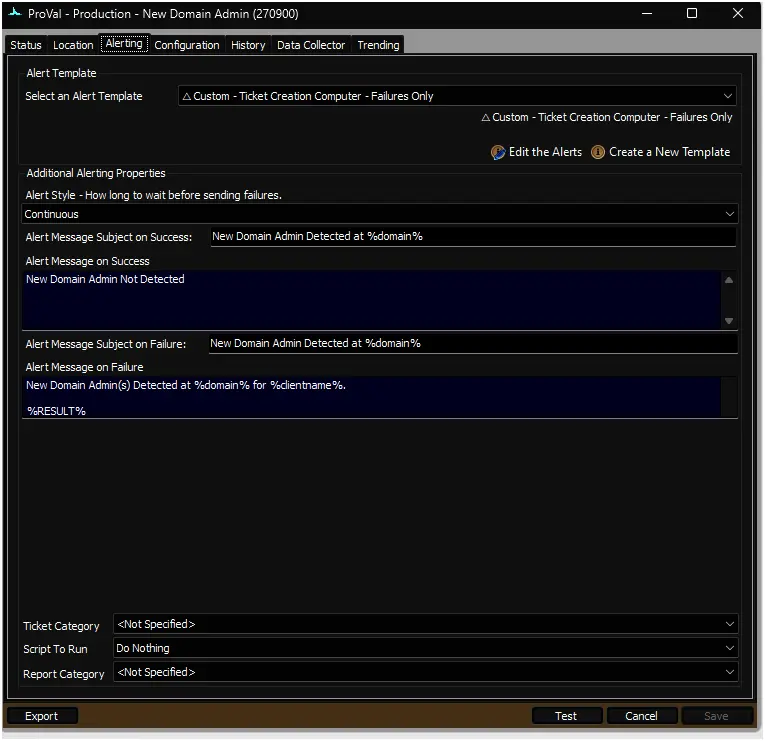 ProVal - Production - New Domain Admin (270900)
Status Location Alerting Configuration History Data Collector Trending
Alert Template
Select an Alert Template △ Custom - Ticket Creation Computer - Failures Only
△ Custom - Ticket Creation Computer - Failures Only
Edit the Alerts Create a New Template
Additional Alerting Properties
Alert Style - How long to wait before sending failures.
Continuous
Alert Message Subject on Success: New Domain Admin Detected at %domain%
Alert Message on Success
New Domain Admin Not Detected
Alert Message Subject on Failure: New Domain Admin Detected at %domain%
Alert Message on Failure
New Domain Admin(s) Detected at %domain% for %clientname%.
%RESULT%
Ticket Category <Not Specified>
Script To Run Do Nothing
Report Category <Not Specified>
Export Test Cancel Save